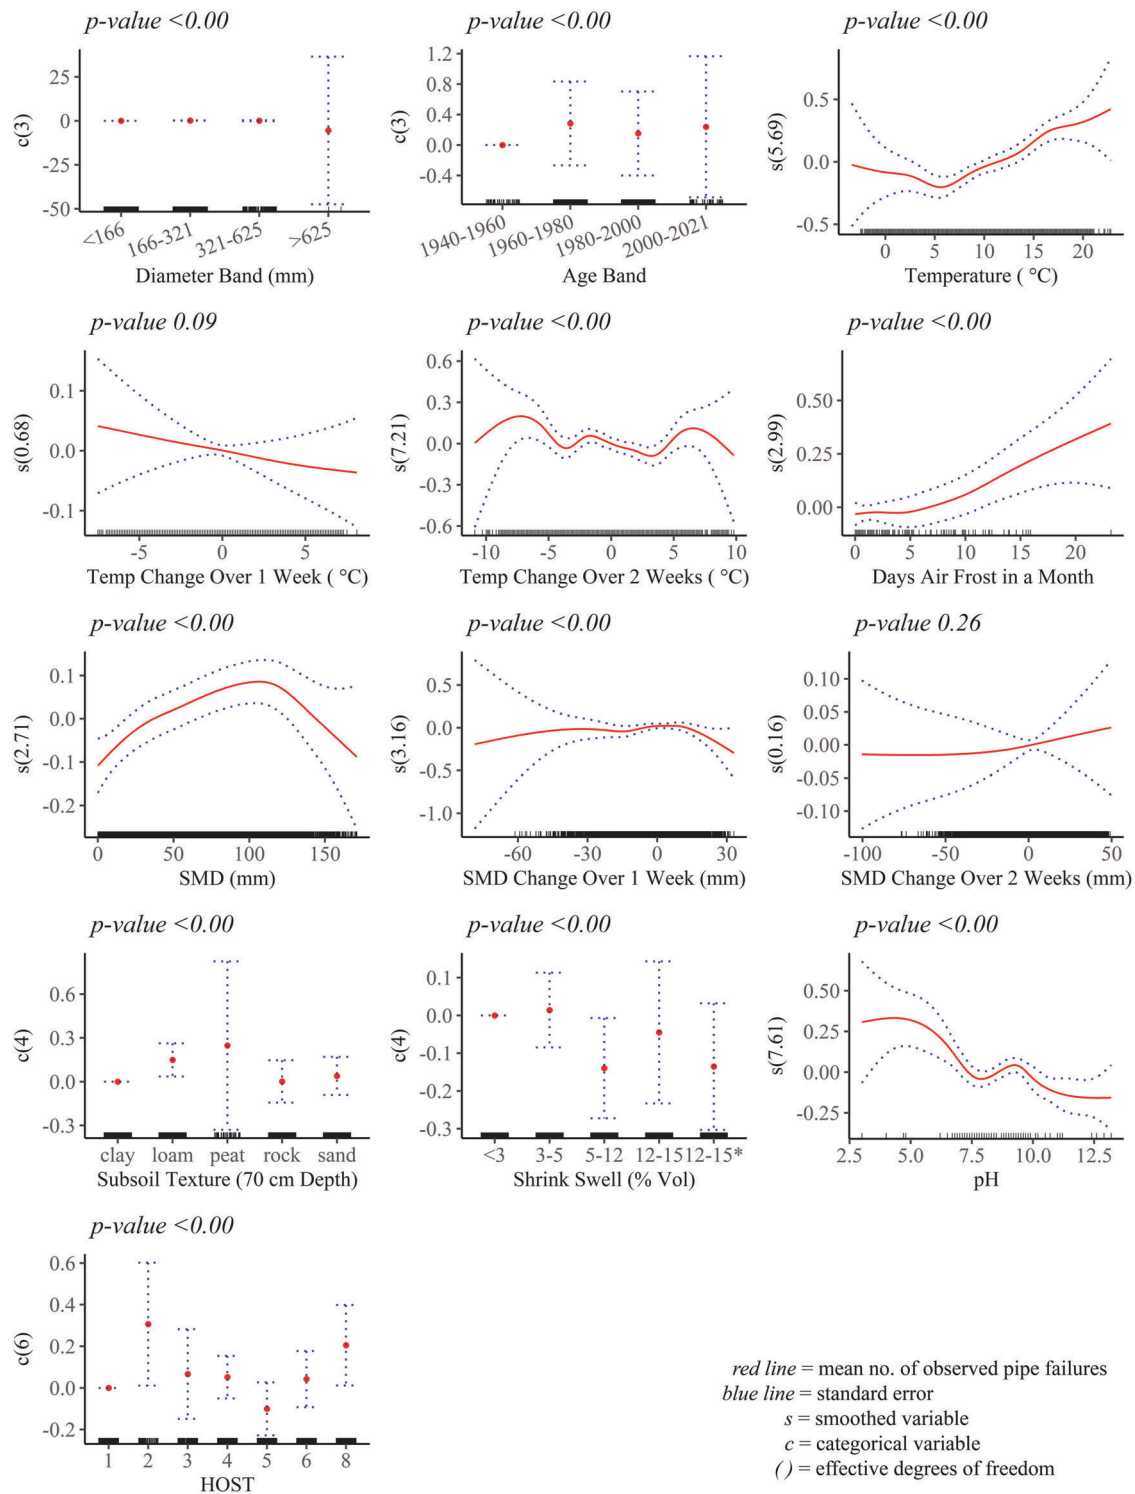 p-value <0.00
c(3)
25
0
-25
-50
<166
166-321
321-625
>625
Diameter Band (mm)
p-value <0.00
c(3)
1.2
0.8
0.4
0.0
-0.4
1940-1960
1960-1980
1980-2000
2000-2021
Age Band
p-value <0.00
s(5.69)
0.5
0.0
-0.5
0 5 10 15 20
Temperature ( °C)
p-value 0.09
s(0.68)
0.1
0.0
-0.1
-5 0 5
Temp Change Over 1 Week ( °C)
p-value <0.00
s(7.21)
0.6
0.3
0.0
-0.3
-0.6
-10 -5 0 5 10
Temp Change Over 2 Weeks ( °C)
p-value <0.00
s(2.99)
0.50
0.25
0.00
0 5 10 15 20
Days Air Frost in a Month
p-value <0.00
s(2.71)
0.1
0.0
-0.1
-0.2
0 50 100 150
SMD (mm)
p-value <0.00
s(3.16)
0.5
0.0
-0.5
-1.0
-60 -30 0 30
SMD Change Over 1 Week (mm)
p-value 0.26
s(0.16)
0.10
0.05
0.00
-0.05
-0.10
-100 -50 0 50
SMD Change Over 2 Weeks (mm)
p-value <0.00
c(4)
0.6
0.3
0.0
-0.3
clay loam peat rock sand
Subsoil Texture (70 cm Depth)
p-value <0.00
c(4)
0.1
0.0
-0.1
-0.2
-0.3
<3 3-5 5-12 12-15 12-15*
Shrink Swell (% Vol)
p-value <0.00
s(7.61)
0.50
0.25
0.00
-0.25
2.5 5.0 7.5 10.0 12.5
pH
p-value <0.00
c(6)
0.6
0.4
0.2
0.0
-0.2
1 2 3 4 5 6 8
HOST
red line = mean no. of observed pipe failures
blue line = standard error
s = smoothed variable
c = categorical variable
() = effective degrees of freedom